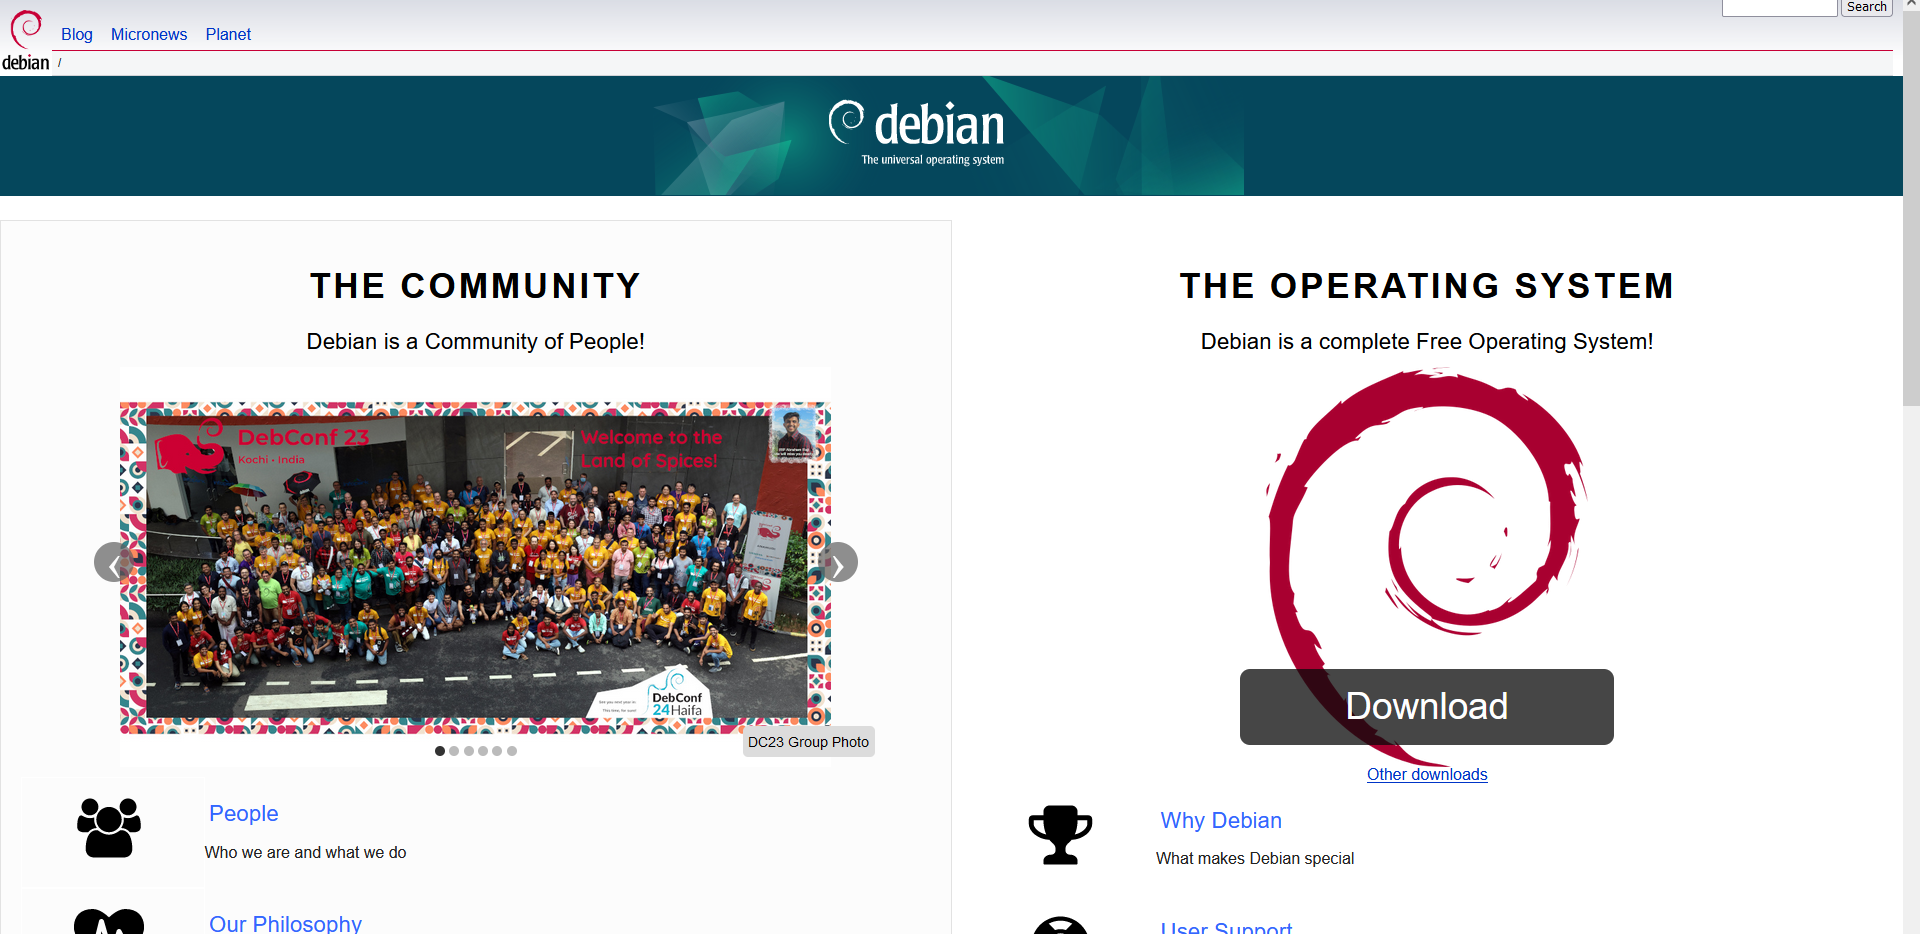 Search
Blog Micronews Planet
debian /
debian
The universal operating system
THE COMMUNITY
Debian is a Community of People!
DebConf 23
Kochi • India
Welcome to the
Land of Spices!
DebConf
24Haifa
DC23 Group Photo
People
Who we are and what we do
Our Philosophy
THE OPERATING SYSTEM
Debian is a complete Free Operating System!
Download
Other downloads
Why Debian
What makes Debian special
User Support